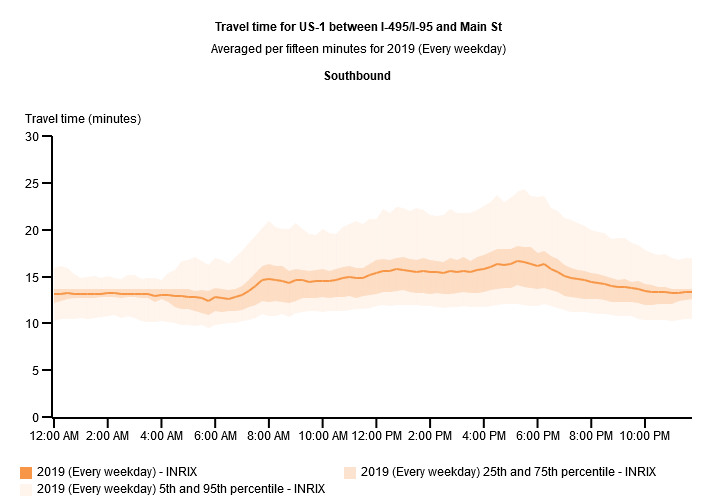 Travel time for US-1 between I-495/I-95 and Main St
Averaged per fifteen minutes for 2019 (Every weekday)
Southbound
Travel time (minutes)
30
25
20
15
10
5
0
12:00 AM 2:00 AM 4:00 AM 6:00 AM 8:00 AM 10:00 AM 12:00 PM 2:00 PM 4:00 PM 6:00 PM 8:00 PM 10:00 PM
2019 (Every weekday) - INRIX 2019 (Every weekday) 25th and 75th percentile - INRIX
2019 (Every weekday) 5th and 95th percentile - INRIX